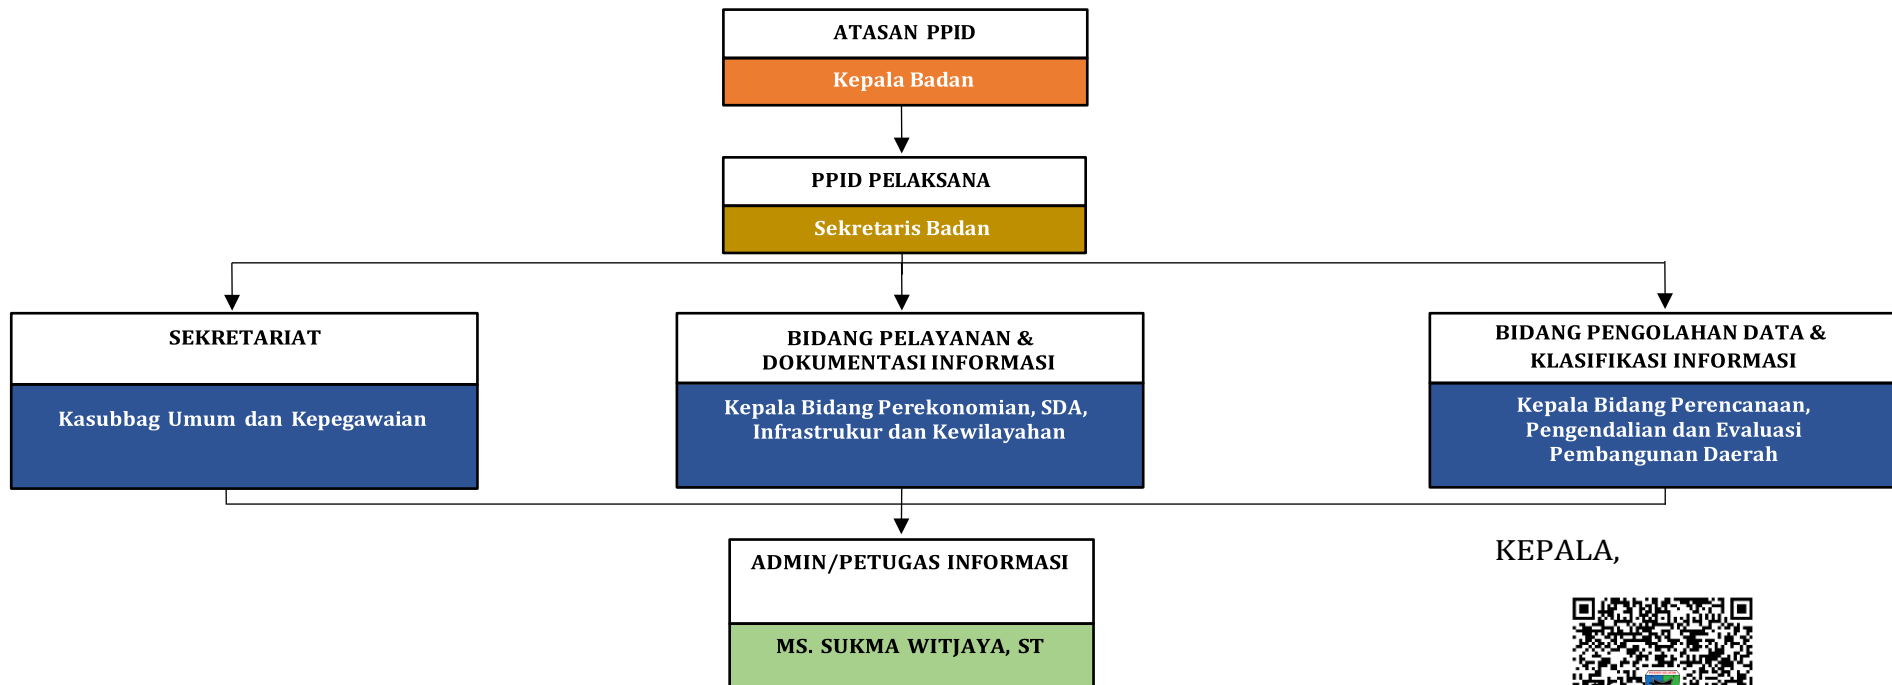 ATASAN PPID
Kepala Badan
PPID PELAKSANA
Sekretaris Badan
SEKRETARIAT
Kasubbag Umum dan Kepegawaian
BIDANG PELAYANAN &
DOKUMENTASI INFORMASI
Kepala Bidang Perekonomian, SDA,
Infrastrukur dan Kewilayahan
BIDANG PENGOLAHAN DATA &
KLASIFIKASI INFORMASI
Kepala Bidang Perencanaan,
Pengendalian dan Evaluasi
Pembangunan Daerah
ADMIN/PETUGAS INFORMASI
MS. SUKMA WITJAYA, ST
KEPALA,